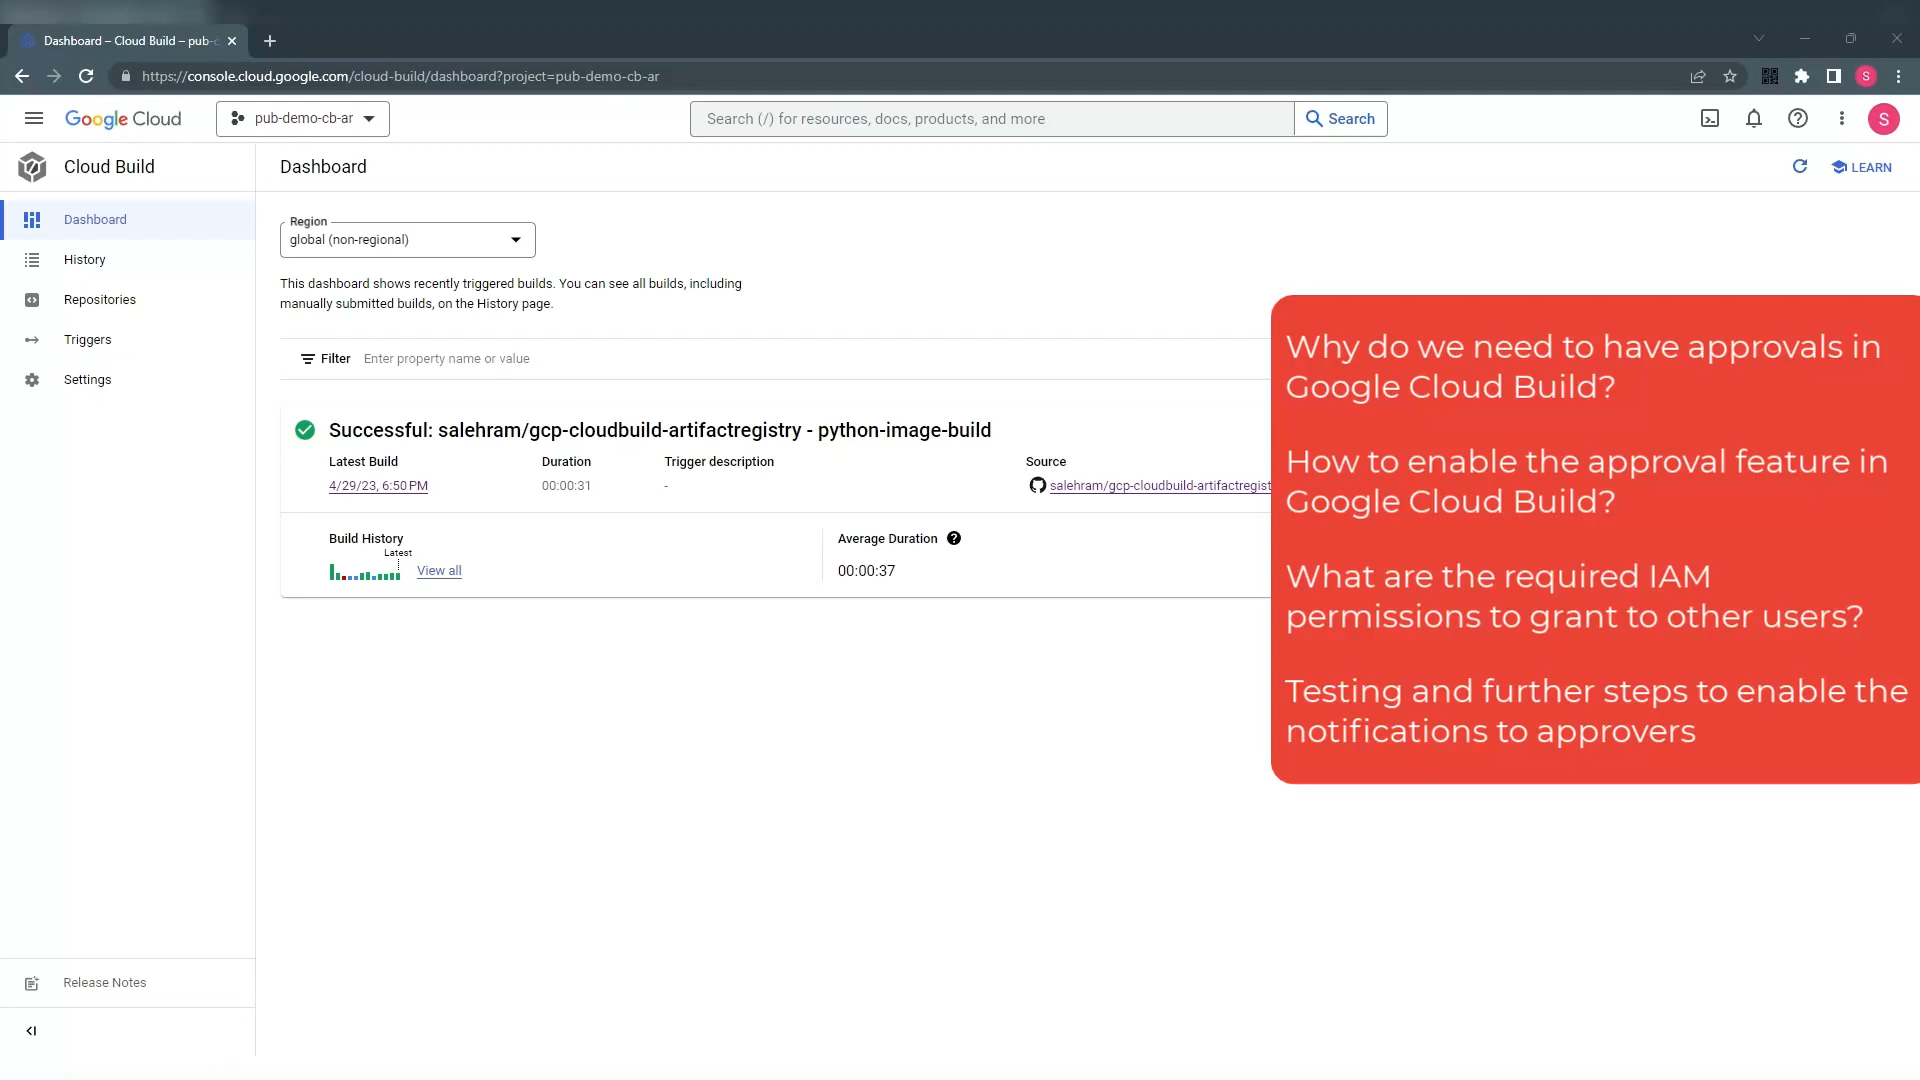 Dashboard – Cloud Build – pub-d
https://console.cloud.google.com/cloud-build/dashboard?project=pub-demo-cb-ar
S
Google Cloud
pub-demo-cb-ar
Search (/) for resources, docs, products, and more
Search
S
Cloud Build
Dashboard
LEARN
Dashboard
History
Repositories
Triggers
Settings
Release Notes
Region
global (non-regional)
This dashboard shows recently triggered builds. You can see all builds, including
manually submitted builds, on the History page.
Filter
Enter property name or value
Successful: salehram/gcp-cloudbuild-artifactregistry - python-image-build
Latest Build
Duration
Trigger description
Source
4/29/23, 6:50 PM
00:00:31
-
salehram/gcp-cloudbuild-artifactregist
Build History
Latest
View all
Average Duration
00:00:37
Why do we need to have approvals in
Google Cloud Build?
How to enable the approval feature in
Google Cloud Build?
What are the required IAM
permissions to grant to other users?
Testing and further steps to enable the
notifications to approvers